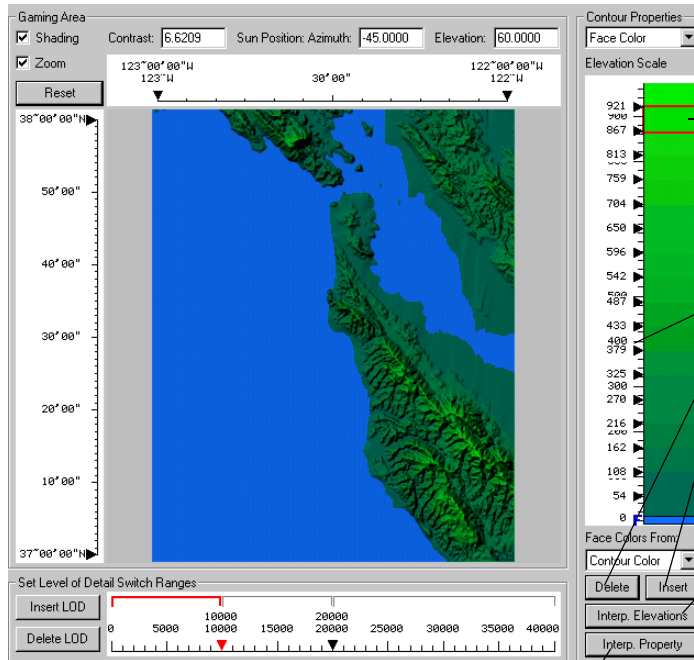 Gaming Area
Shading Contrast: 6.6209 Sun Position: Azimuth: -45.0000 Elevation: 60.0000
Zoom
Reset
123~00'00"W 122~00'00"W
123~W 30'00" 122~W
38~00'00"N
50'00"
40'00"
30'00"
20'00"
10'00"
37~00'00"N
Set Level of Detail Switch Ranges
Insert LOD
Delete LOD
10000 20000
0 5000 10000 15000 20000 25000 30000 35000 40000
Contour Properties
Face Color
Elevation Scale
921
900
867
813
759
704
650
596
542
487
433
400
379
325
300
270
216
162
108
54
0 F
Face Colors From:
Contour Color
Delete Insert
Interp. Elevations
Interp. Property